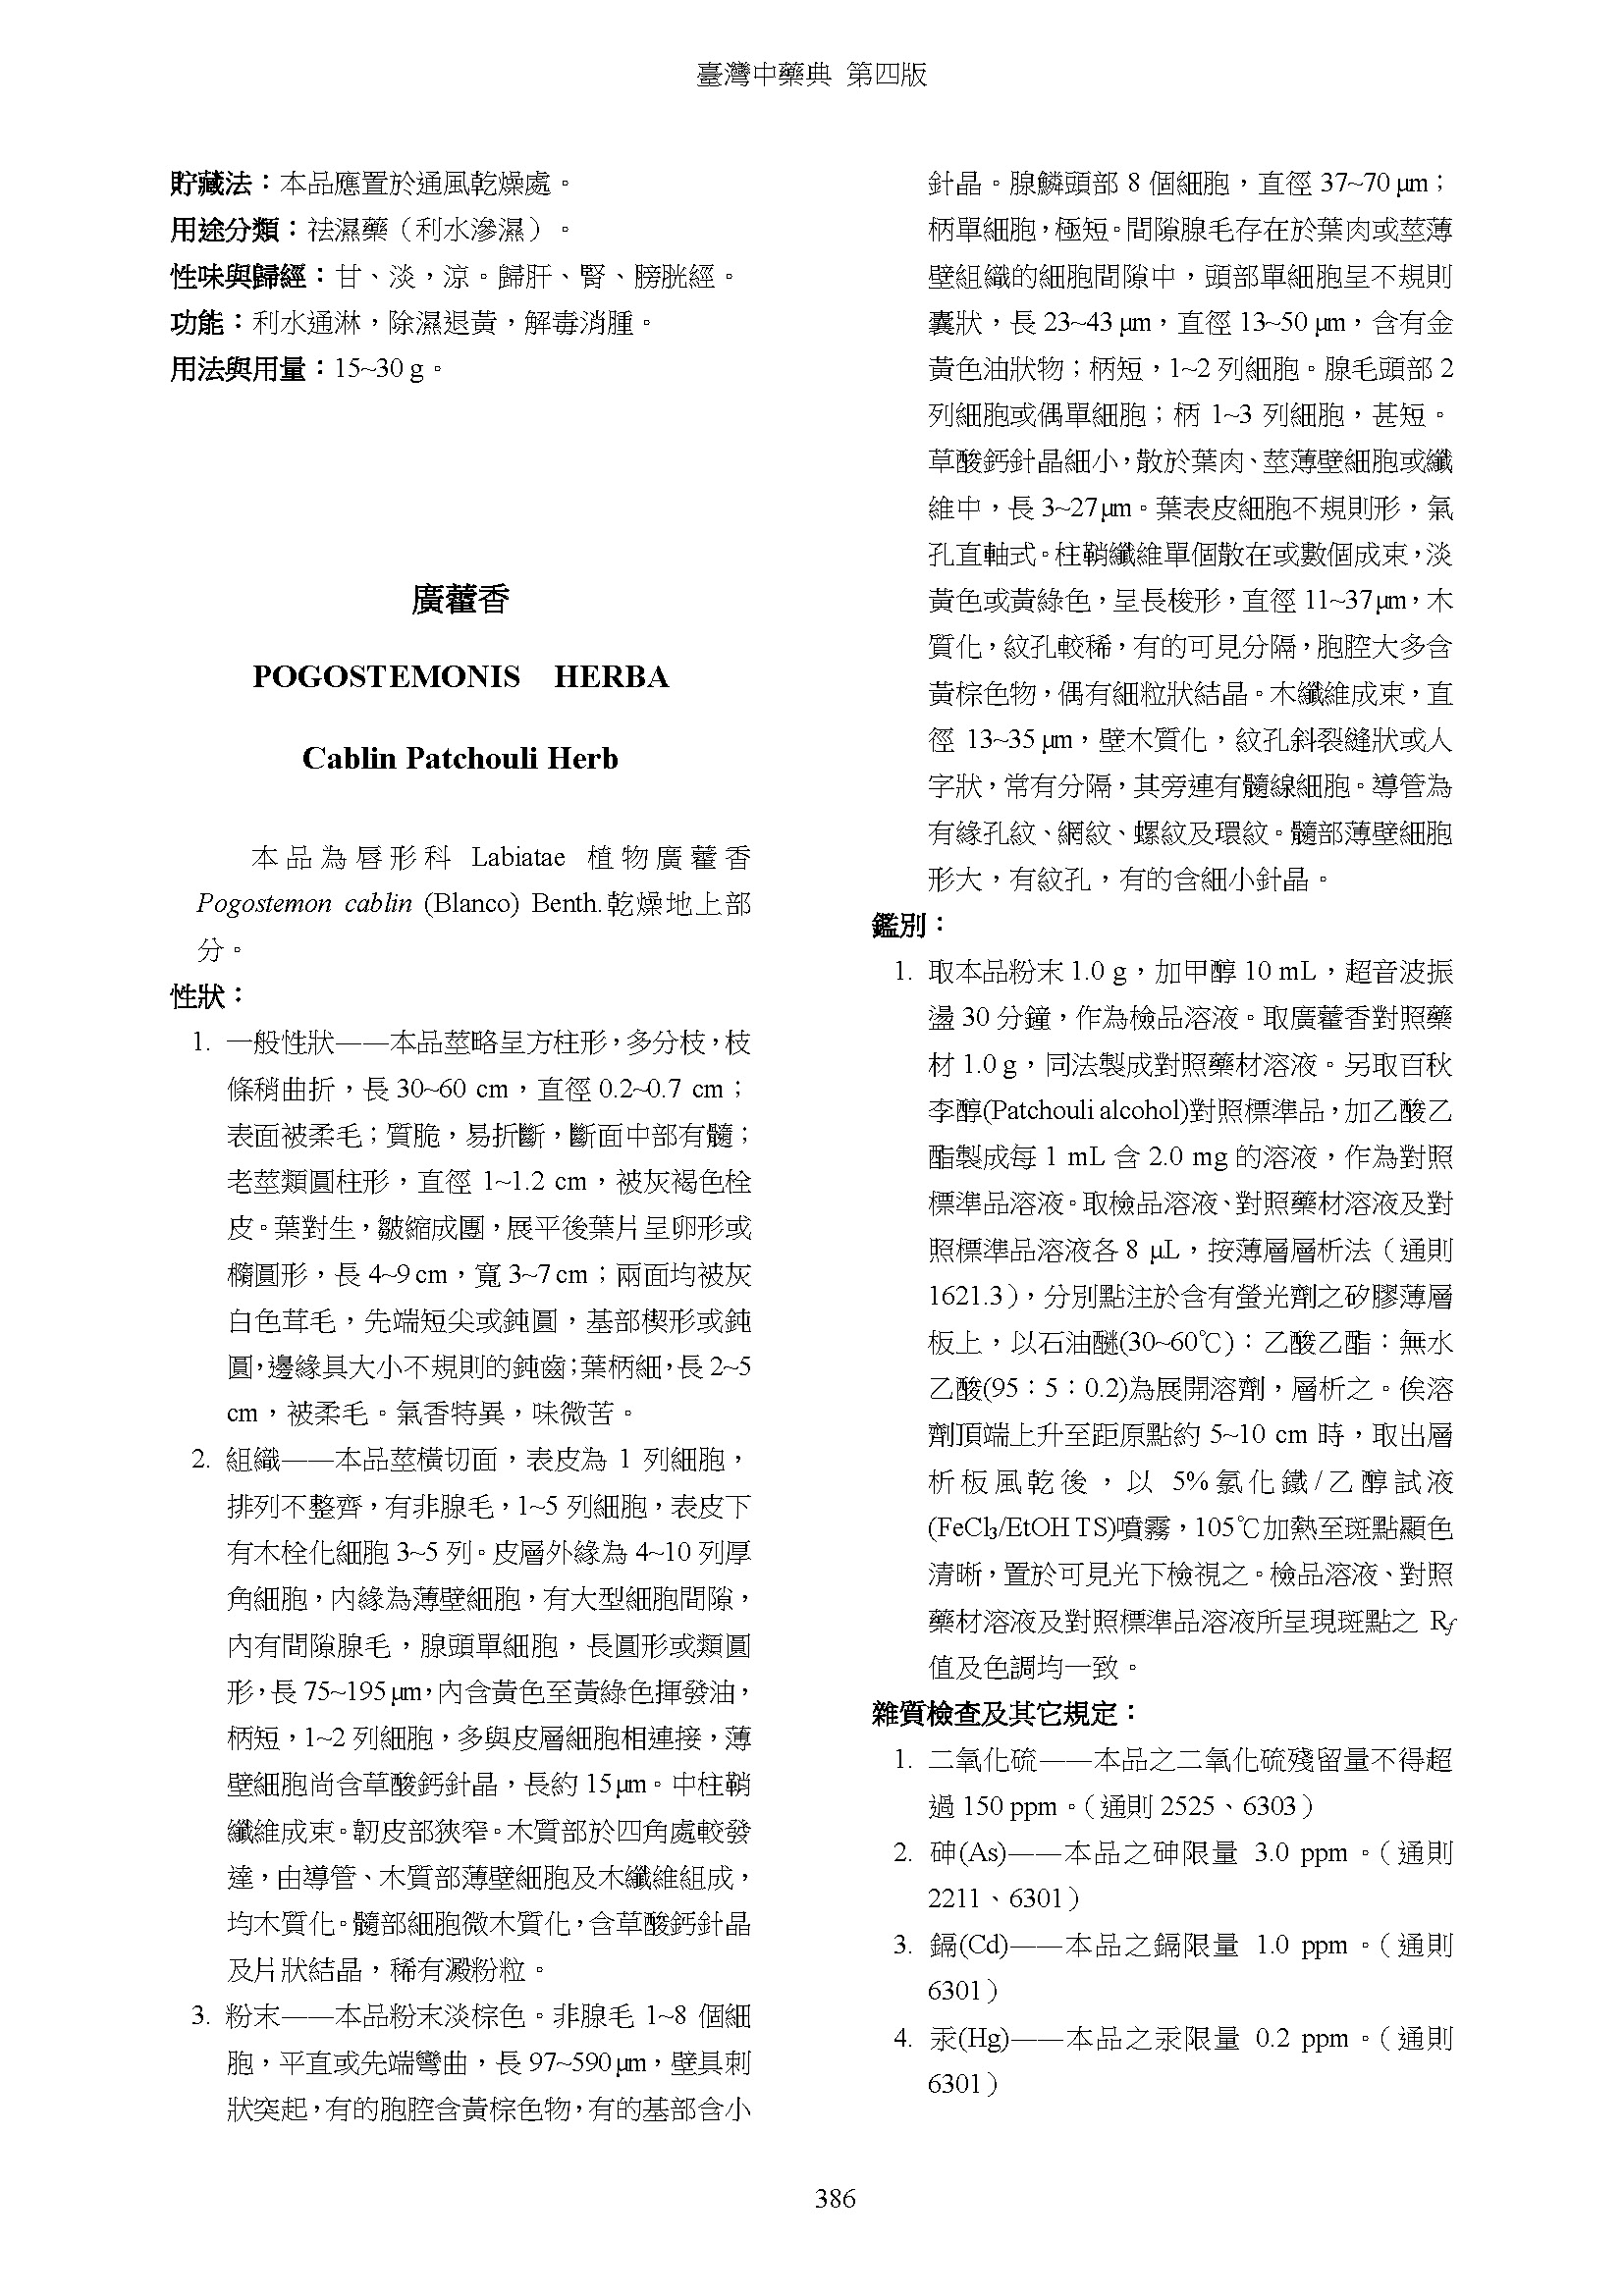 臺灣中藥典 第四版
貯藏法：本品應置於通風乾燥處。
用途分類：祛濕藥（利水滲濕）。
性味與歸經：甘、淡，涼。歸肝、腎、膀胱經。
功能：利水通淋，除濕退黃，解毒消腫。
用法與用量：15~30 g。
廣藿香
POGOSTEMONIS HERBA
Cablin Patchouli Herb
本品為唇形科 Labiatae 植物廣藿香
Pogostemon cablin (Blanco) Benth.乾燥地上部
分。
性狀：
1. 一般性狀——本品莖略呈方柱形，多分枝，枝
條稍曲折，長 30~60 cm，直徑 0.2~0.7 cm；
表面被柔毛；質脆，易折斷，斷面中部有髓；
老莖類圓柱形，直徑 1~1.2 cm，被灰褐色栓
皮。葉對生，皺縮成團，展平後葉片呈卵形或
橢圓形，長 4~9 cm，寬 3~7 cm；兩面均被灰
白色茸毛，先端短尖或鈍圓，基部楔形或鈍
圓，邊緣具大小不規則的鈍齒；葉柄細，長 2~5
cm，被柔毛。氣香特異，味微苦。
2. 組織——本品莖橫切面，表皮為 1 列細胞，
排列不整齊，有非腺毛，1~5 列細胞，表皮下
有木栓化細胞 3~5 列。皮層外緣為 4~10 列厚
角細胞，內緣為薄壁細胞，有大型細胞間隙，
內有間隙腺毛，腺頭單細胞，長圓形或類圓
形，長 75~195 μm，內含黃色至黃綠色揮發油，
柄短，1~2 列細胞，多與皮層細胞相連接，薄
壁細胞尚含草酸鈣針晶，長約 15 μm。中柱鞘
纖維成束。韌皮部狹窄。木質部於四角處較發
達，由導管、木質部薄壁細胞及木纖維組成，
均木質化。髓部細胞微木質化，含草酸鈣針晶
及片狀結晶，稀有澱粉粒。
3. 粉末——本品粉末淡棕色。非腺毛 1~8 個細
胞，平直或先端彎曲，長 97~590 μm，壁具刺
狀突起，有的胞腔含黃棕色物，有的基部含小
針晶。腺鱗頭部 8 個細胞，直徑 37~70 μm；
柄單細胞，極短。間隙腺毛存在於葉肉或莖薄
壁組織的細胞間隙中，頭部單細胞呈不規則
囊狀，長 23~43 μm，直徑 13~50 μm，含有金
黃色油狀物；柄短，1~2 列細胞。腺毛頭部 2
列細胞或偶單細胞；柄 1~3 列細胞，甚短。
草酸鈣針晶細小，散於葉肉、莖薄壁細胞或纖
維中，長 3~27 μm。葉表皮細胞不規則形，氣
孔直軸式。柱鞘纖維單個散在或數個成束，淡
黃色或黃綠色，呈長梭形，直徑 11~37 μm，木
質化，紋孔較稀，有的可見分隔，胞腔大多含
黃棕色物，偶有細粒狀結晶。木纖維成束，直
徑 13~35 μm，壁木質化，紋孔斜裂縫狀或人
字狀，常有分隔，其旁連有髓線細胞。導管為
有緣孔紋、網紋、螺紋及環紋。髓部薄壁細胞
形大，有紋孔，有的含細小針晶。
鑑別：
1. 取本品粉末 1.0 g，加甲醇 10 mL，超音波振
盪 30 分鐘，作為檢品溶液。取廣藿香對照藥
材 1.0 g，同法製成對照藥材溶液。另取百秋
李醇(Patchouli alcohol)對照標準品，加乙酸乙
酯製成每 1 mL 含 2.0 mg 的溶液，作為對照
標準品溶液。取檢品溶液、對照藥材溶液及對
照標準品溶液各 8 μL，按薄層層析法（通則
1621.3），分別點注於含有螢光劑之矽膠薄層
板上，以石油醚(30~60℃)：乙酸乙酯：無水
乙酸(95：5：0.2)為展開溶劑，層析之。俟溶
劑頂端上升至距原點約 5~10 cm 時，取出層
析板風乾後，以 5%氯化鐵/乙醇試液
(FeCl₃/EtOH TS)噴霧，105℃加熱至斑點顯色
清晰，置於可見光下檢視之。檢品溶液、對照
藥材溶液及對照標準品溶液所呈現斑點之 Rf
值及色調均一致。
雜質檢查及其它規定：
1. 二氧化硫——本品之二氧化硫殘留量不得超
過 150 ppm。（通則 2525、6303）
2. 砷(As)——本品之砷限量 3.0 ppm。（通則
2211、6301）
3. 鎘(Cd)——本品之鎘限量 1.0 ppm。（通則
6301）
4. 汞(Hg)——本品之汞限量 0.2 ppm。（通則
6301）
386